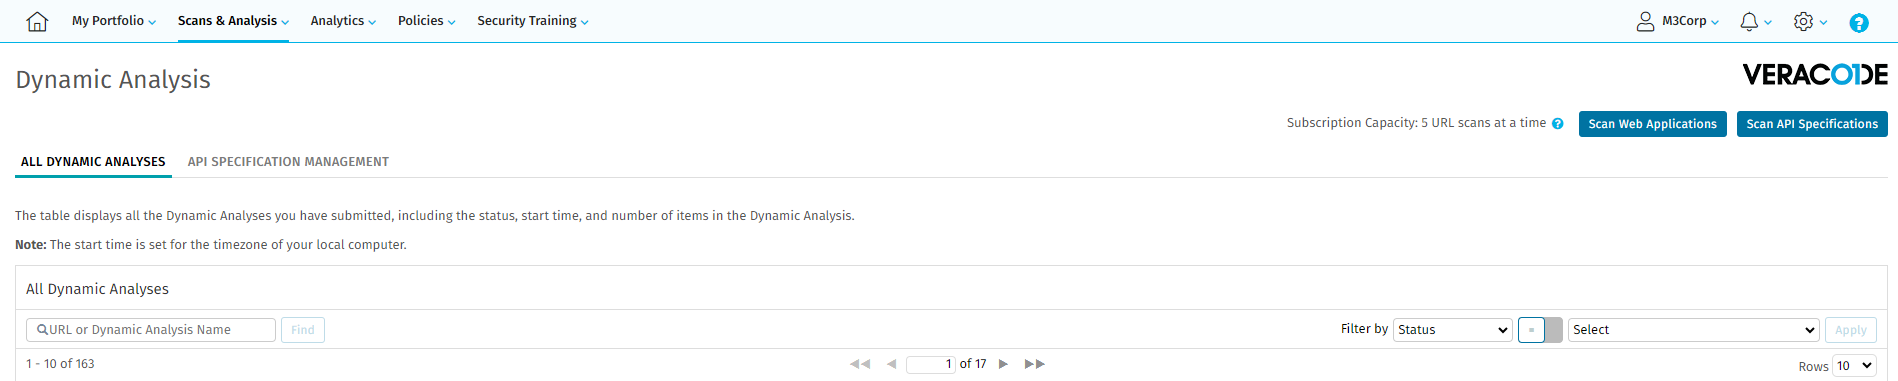 My Portfolio Scans & Analysis Analytics Policies Security Training M3Corp ?
Dynamic Analysis
VERACODE
Subscription Capacity: 5 URL scans at a time ? Scan Web Applications Scan API Specifications
ALL DYNAMIC ANALYSES API SPECIFICATION MANAGEMENT
The table displays all the Dynamic Analyses you have submitted, including the status, start time, and number of items in the Dynamic Analysis.
Note: The start time is set for the timezone of your local computer.
All Dynamic Analyses
URL or Dynamic Analysis Name Find Filter by Status = Select Apply
1 - 10 of 163 1 of 17 Rows 10